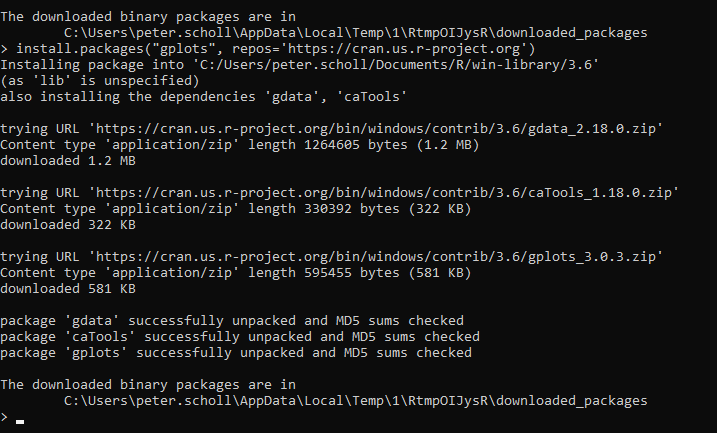 The downloaded binary packages are in
        C:\Users\peter.scholl\AppData\Local\Temp\1\RtmpOIJysR\downloaded_packages
> install.packages("gplots", repos='https://cran.us.r-project.org')
Installing package into 'C:/Users/peter.scholl/Documents/R/win-library/3.6'
(as 'lib' is unspecified)
also installing the dependencies 'gdata', 'caTools'

trying URL 'https://cran.us.r-project.org/bin/windows/contrib/3.6/gdata_2.18.0.zip'
Content type 'application/zip' length 1264605 bytes (1.2 MB)
downloaded 1.2 MB

trying URL 'https://cran.us.r-project.org/bin/windows/contrib/3.6/caTools_1.18.0.zip'
Content type 'application/zip' length 330392 bytes (322 KB)
downloaded 322 KB

trying URL 'https://cran.us.r-project.org/bin/windows/contrib/3.6/gplots_3.0.3.zip'
Content type 'application/zip' length 595455 bytes (581 KB)
downloaded 581 KB

package 'gdata' successfully unpacked and MD5 sums checked
package 'caTools' successfully unpacked and MD5 sums checked
package 'gplots' successfully unpacked and MD5 sums checked

The downloaded binary packages are in
        C:\Users\peter.scholl\AppData\Local\Temp\1\RtmpOIJysR\downloaded_packages
>